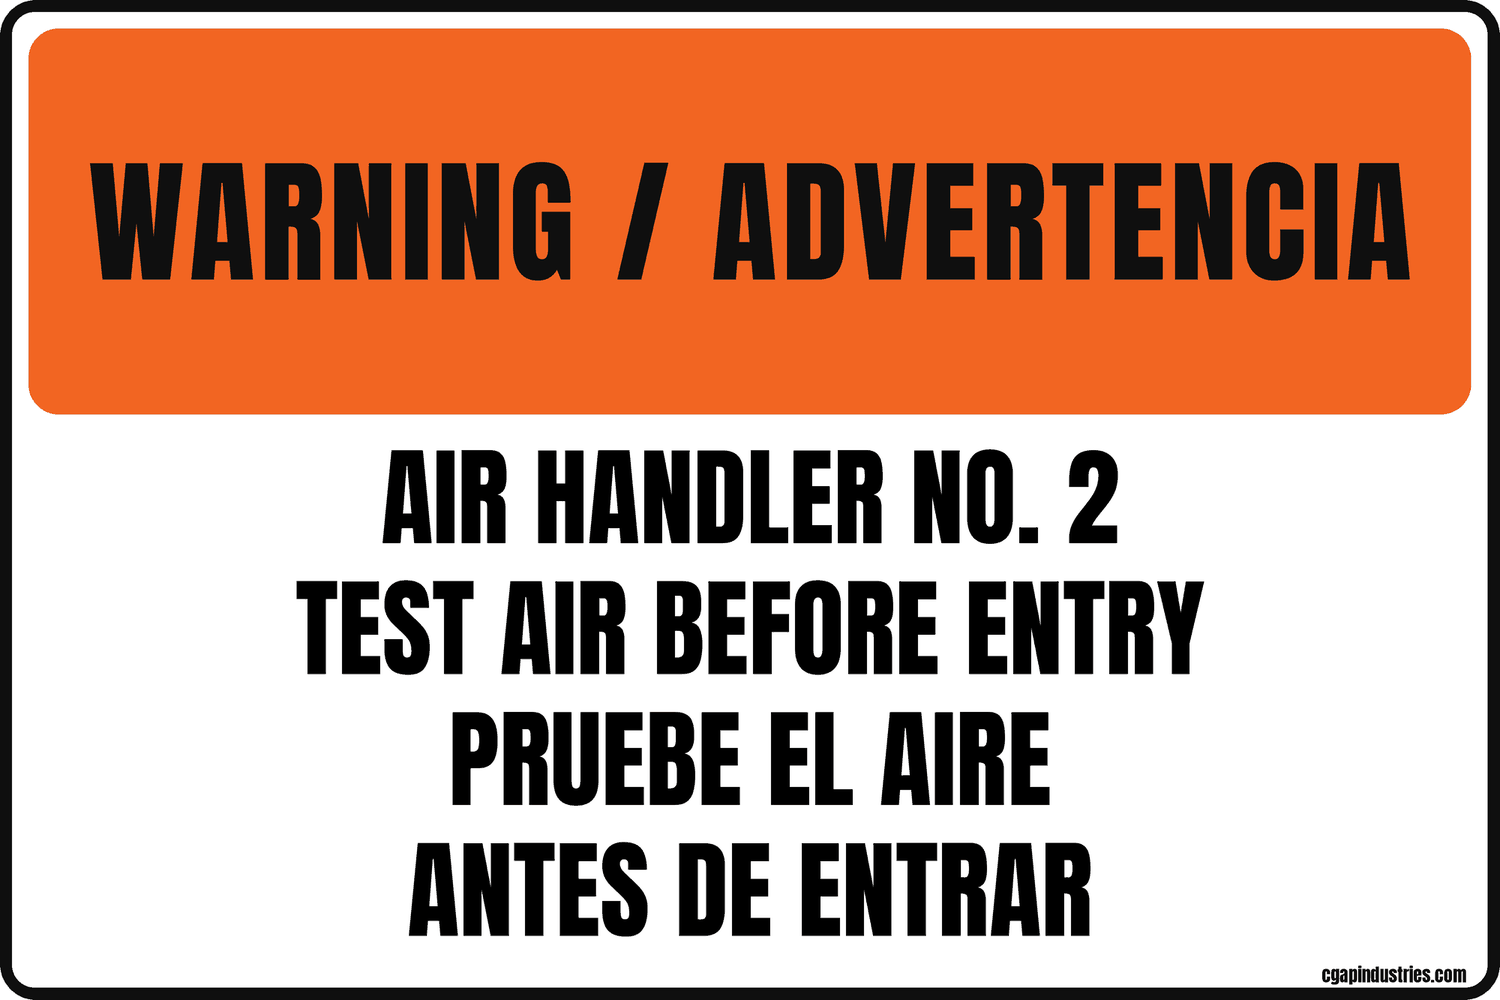 WARNING / ADVERTENCIA
AIR HANDLER NO. 2
TEST AIR BEFORE ENTRY
PRUEBE EL AIRE
ANTES DE ENTRAR
cgapindustries.com